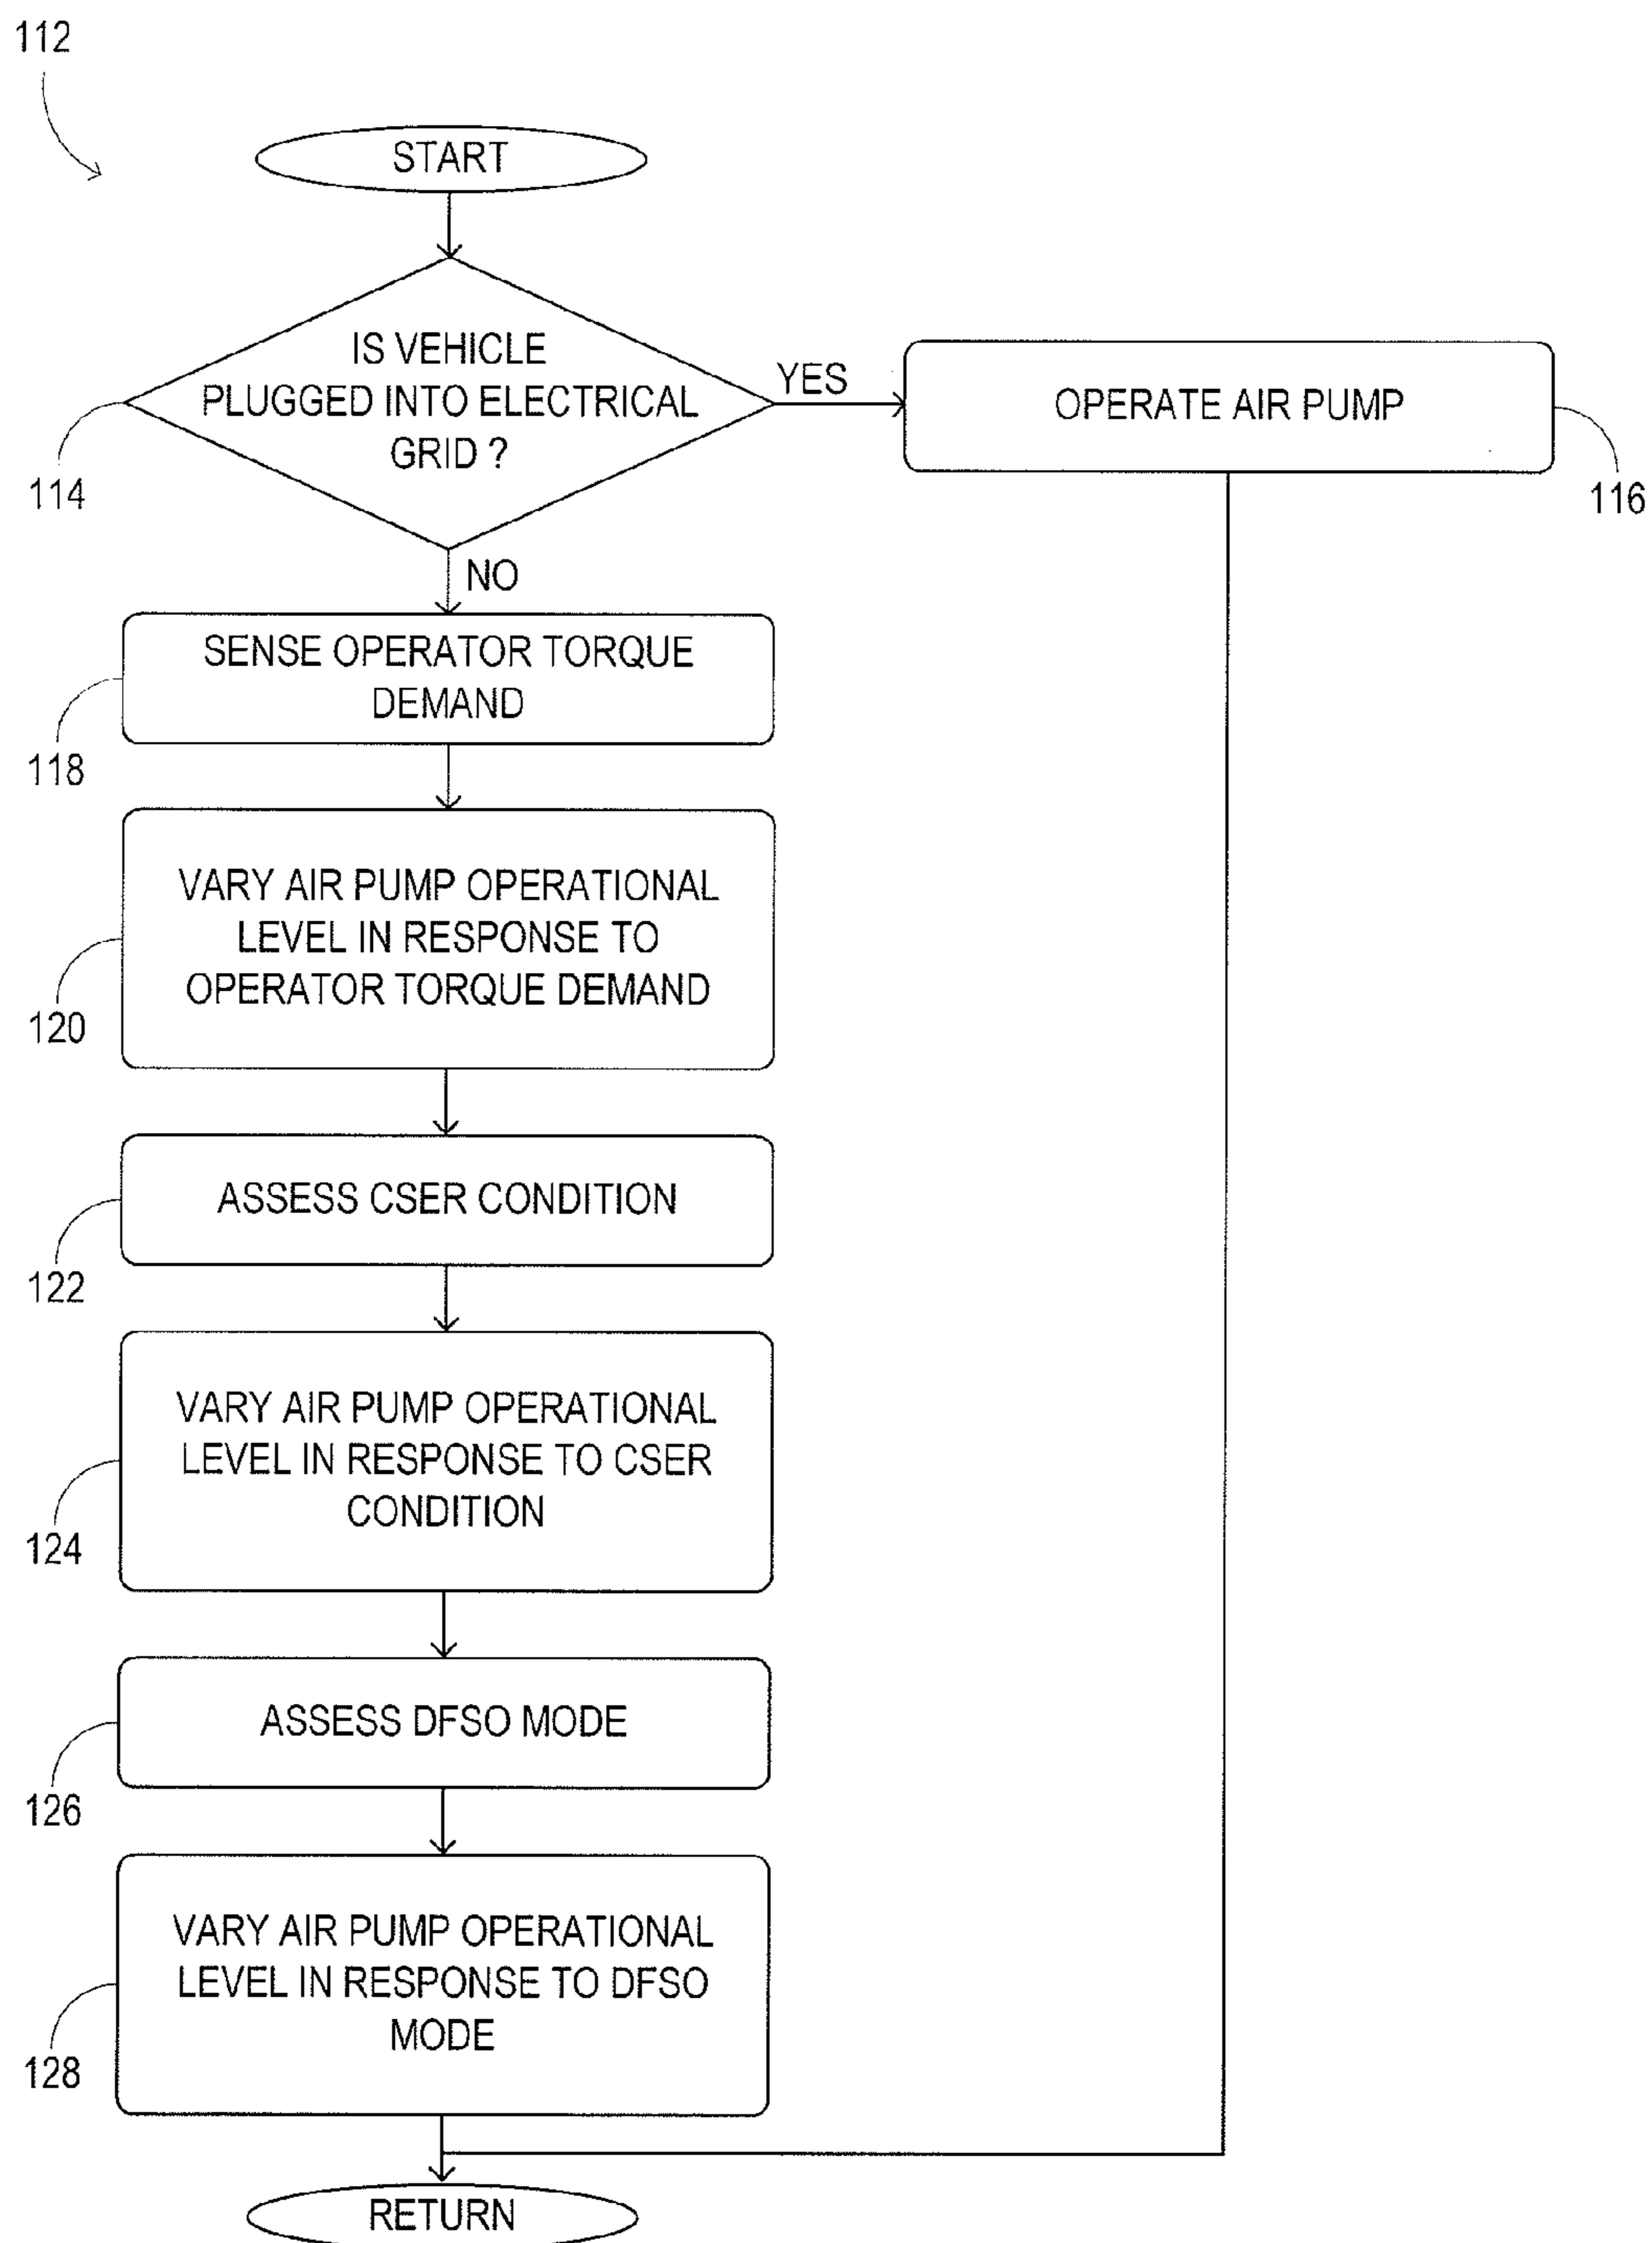 112
START
IS VEHICLE
PLUGGED INTO ELECTRICAL
GRID ?
114
YES
OPERATE AIR PUMP
116
NO
SENSE OPERATOR TORQUE
DEMAND
118
VARY AIR PUMP OPERATIONAL
LEVEL IN RESPONSE TO
OPERATOR TORQUE DEMAND
120
ASSESS CSER CONDITION
122
VARY AIR PUMP OPERATIONAL
LEVEL IN RESPONSE TO CSER
CONDITION
124
ASSESS DFSO MODE
126
VARY AIR PUMP OPERATIONAL
LEVEL IN RESPONSE TO DFSO
MODE
128
RETURN